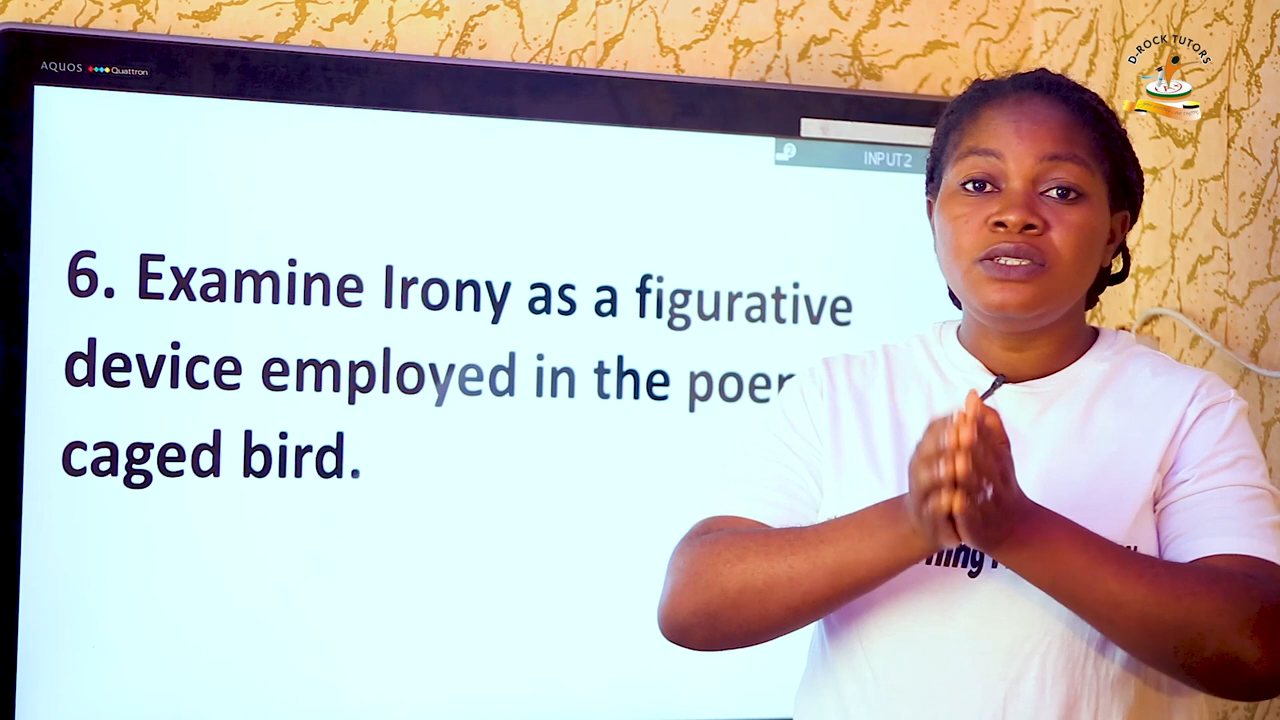 D-ROCK TUTORS
AQUOS Quattron
INPUT2
6. Examine Irony as a figurative
device employed in the
caged bird.